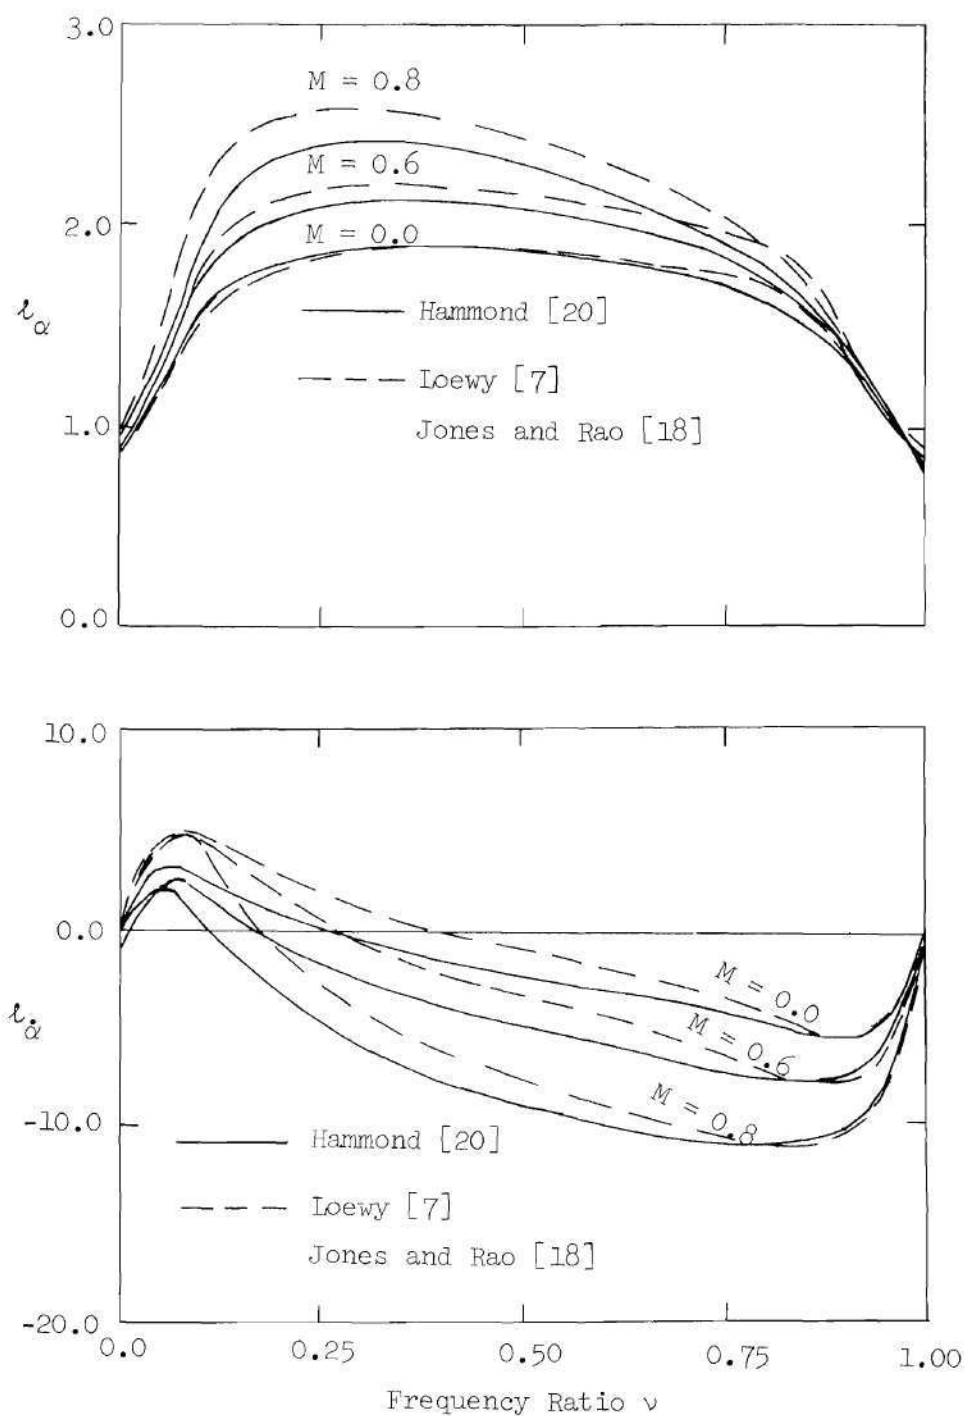 3.0
M = 0.8
M = 0.6
2.0
M = 0.0
ℓα
Hammond [20]
Loewy [7]
Jones and Rao [18]
1.0
0.0
10.0
0.0
M = 0.0
ℓα̇
M = 0.6
M = 0.8
-10.0
Hammond [20]
Loewy [7]
Jones and Rao [18]
-20.0
0.0 0.25 0.50 0.75 1.00
Frequency Ratio ν